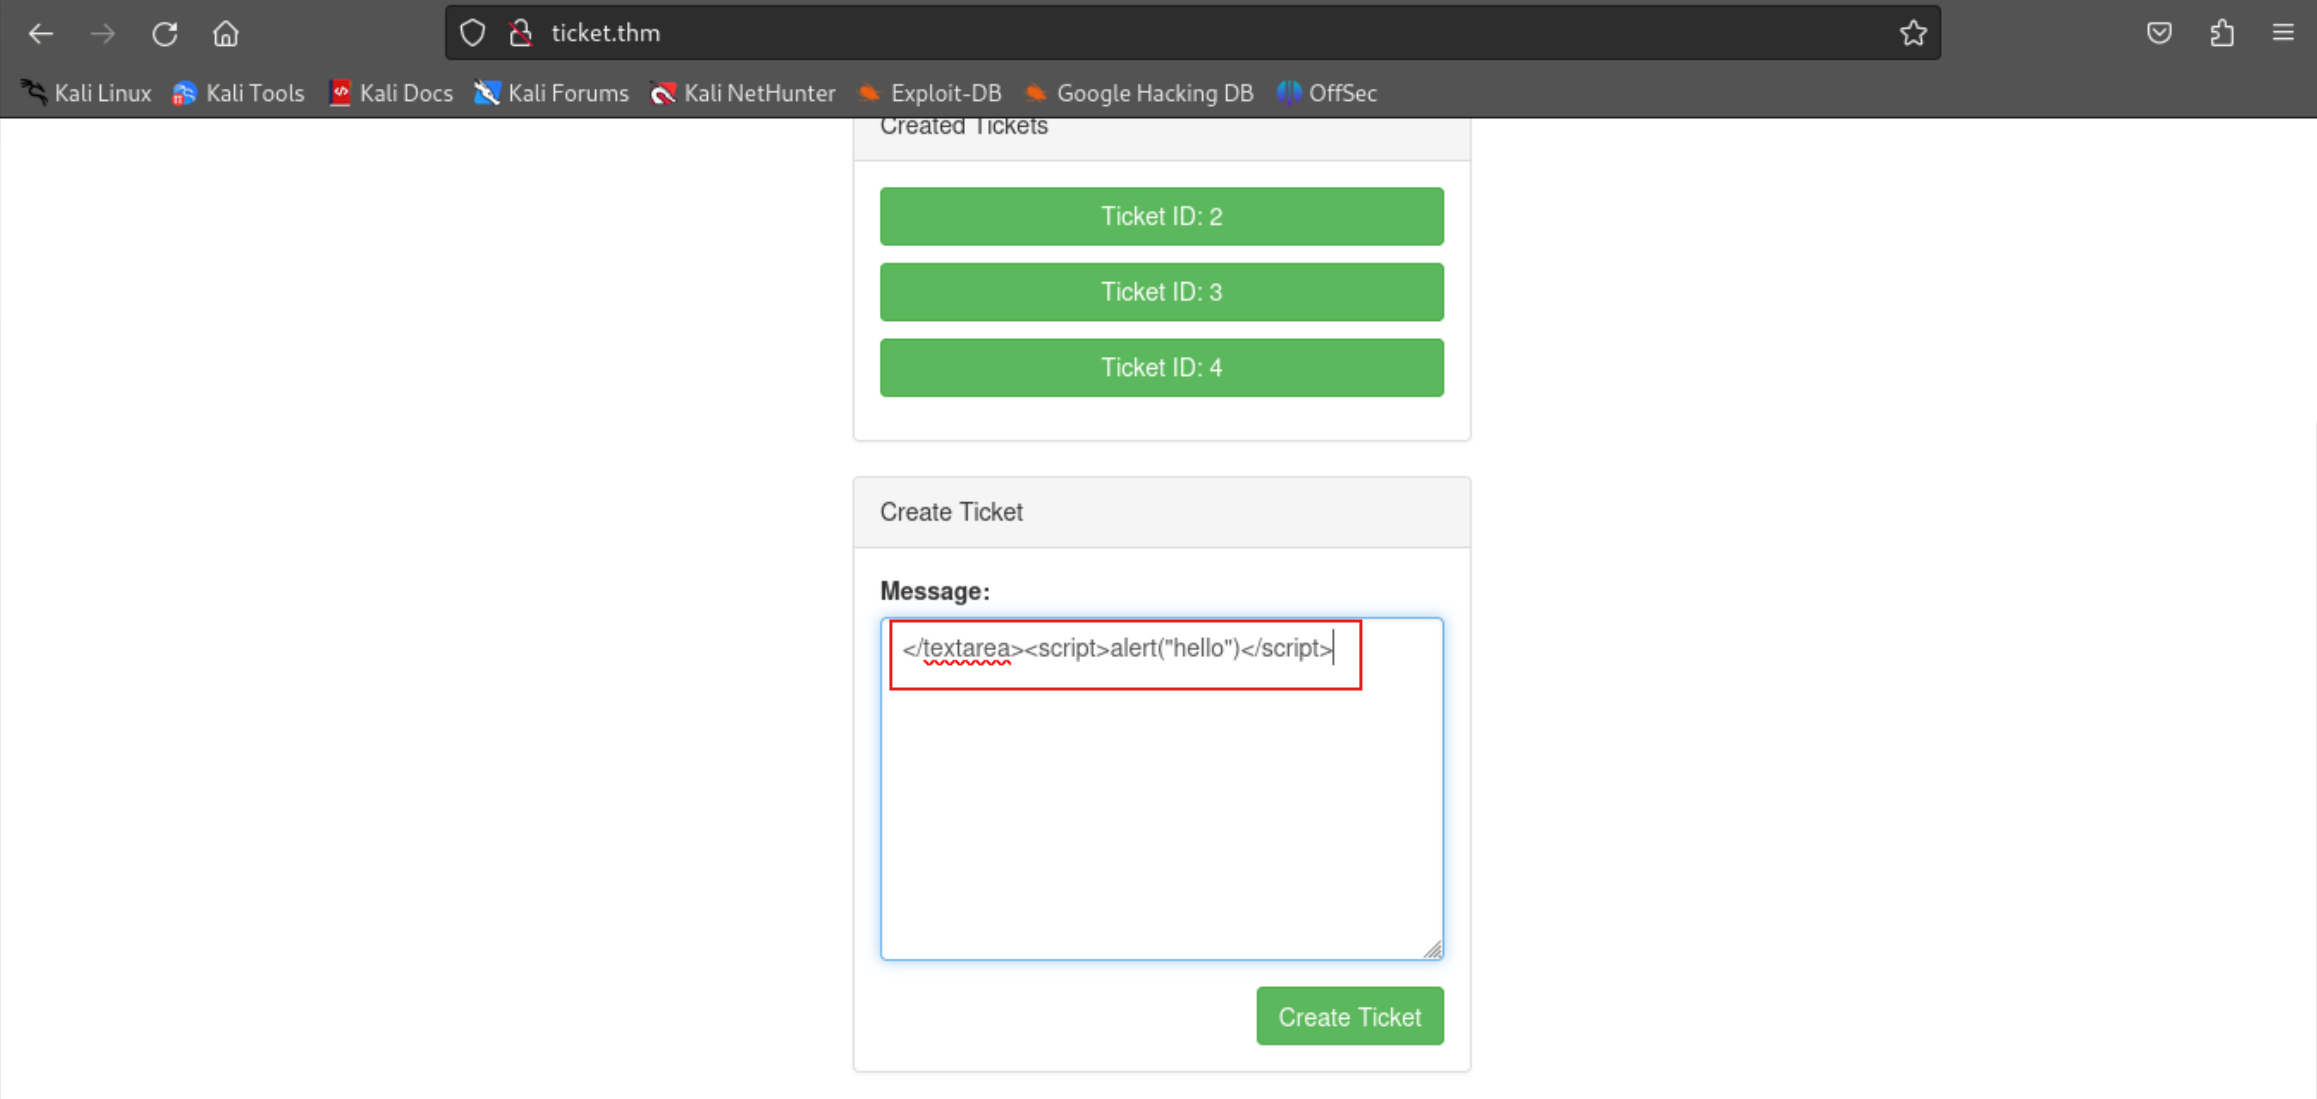 ticket.thm
Kali Linux Kali Tools Kali Docs Kali Forums Kali NetHunter Exploit-DB Google Hacking DB OffSec
Created Tickets
Ticket ID: 2
Ticket ID: 3
Ticket ID: 4
Create Ticket
Message:
</textarea><script>alert("hello")</script>
Create Ticket